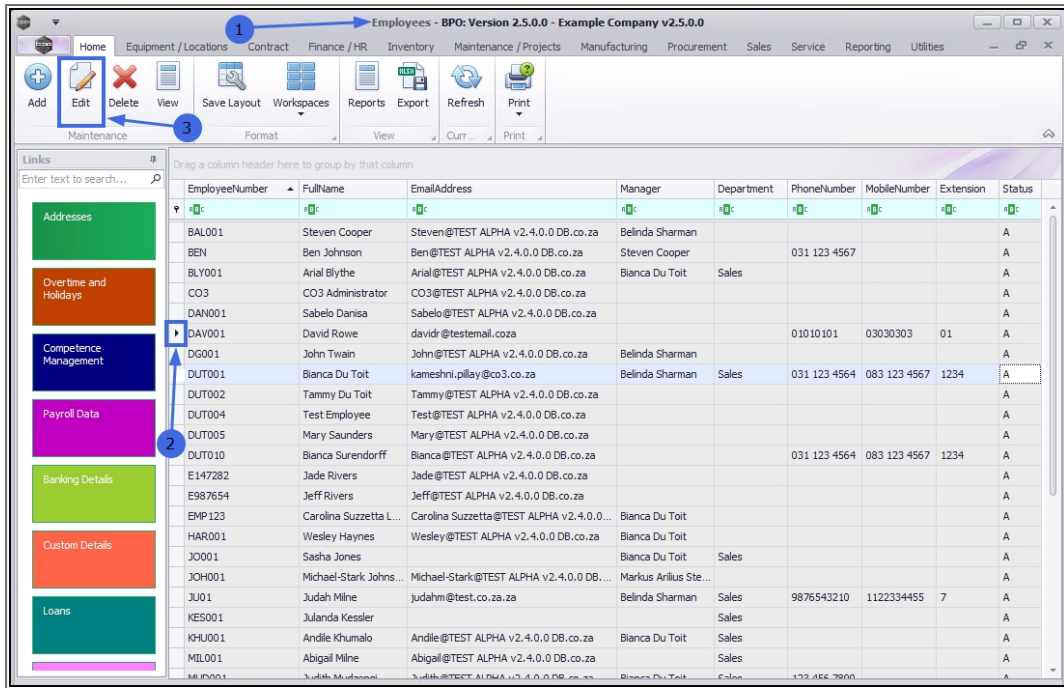 1
Employees - BPO: Version 2.5.0.0 - Example Company v2.5.0.0
Home Equipment / Locations Contract Finance / HR Inventory Maintenance / Projects Manufacturing Procurement Sales Service Reporting Utilities
Add Edit Delete View Save Layout Workspaces Reports Export Refresh Print
3
Maintenance Format View Curr... Print
Links
Drag a column header here to group by that column
Enter text to search...
EmployeeNumber FullName EmailAddress Manager Department PhoneNumber MobileNumber Extension Status
Addresses
BAL001 Steven Cooper Steven@TEST ALPHA v2.4.0.0 DB.co.za Belinda Sharman A
BEN Ben Johnson Ben@TEST ALPHA v2.4.0.0 DB.co.za Steven Cooper 031 123 4567 A
BLY001 Arial Blythe Arial@TEST ALPHA v2.4.0.0 DB.co.za Bianca Du Toit Sales A
Overtime and
Holidays
CO3 CO3 Administrator CO3@TEST ALPHA v2.4.0.0 DB.co.za A
DAN001 Sabelo Danisa Sabelo@TEST ALPHA v2.4.0.0 DB.co.za A
DAV001 David Rowe davidr@testemail.coza 01010101 03030303 01 A
Competence
Management
DG001 John Twain John@TEST ALPHA v2.4.0.0 DB.co.za Belinda Sharman A
DUT001 Bianca Du Toit kameshni.pillay@co3.co.za Belinda Sharman Sales 031 123 4564 083 123 4567 1234 A
DUT002 Tammy Du Toit Tammy@TEST ALPHA v2.4.0.0 DB.co.za A
Payroll Data
DUT004 Test Employee Test@TEST ALPHA v2.4.0.0 DB.co.za A
DUT005 Mary Saunders Mary@TEST ALPHA v2.4.0.0 DB.co.za A
2
DUT010 Bianca Surendorff Bianca@TEST ALPHA v2.4.0.0 DB.co.za 031 123 4564 083 123 4567 1234 A
E147282 Jade Rivers Jade@TEST ALPHA v2.4.0.0 DB.co.za A
Banking Details
E987654 Jeff Rivers Jeff@TEST ALPHA v2.4.0.0 DB.co.za A
EMP123 Carolina Suzzetta L... Carolina Suzzetta@TEST ALPHA v2.4.0.0... Bianca Du Toit A
HAR001 Wesley Haynes Wesley@TEST ALPHA v2.4.0.0 DB.co.za Bianca Du Toit A
Custom Details
JO001 Sasha Jones Bianca Du Toit Sales A
JOH001 Michael-Stark Johns... Michael-Stark@TEST ALPHA v2.4.0.0 DB.... Markus Arilius Ste... A
JU01 Judah Milne judahm@test.co.za.za Belinda Sharman Sales 9876543210 1122334455 7 A
Loans
KES001 Julanda Kessler Sales A
KHU001 Andile Khumalo Andile@TEST ALPHA v2.4.0.0 DB.co.za Bianca Du Toit Sales A
MIL001 Abigail Milne Abigail@TEST ALPHA v2.4.0.0 DB.co.za Sales A